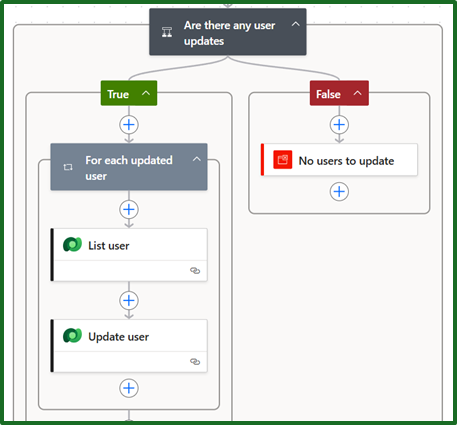 Are there any user
updates
True
False
For each updated
user
No users to update
List user
Update user